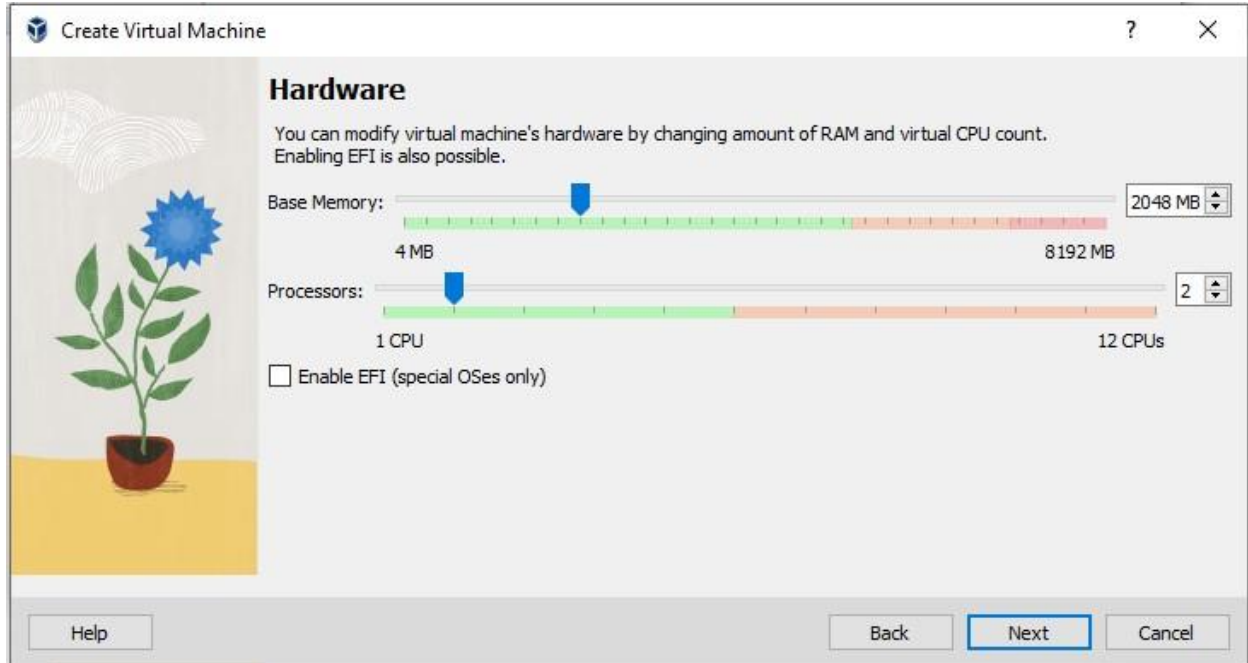 Create Virtual Machine
?
Hardware
You can modify virtual machine's hardware by changing amount of RAM and virtual CPU count.
Enabling EFI is also possible.
Base Memory:
2048 MB
4 MB
8192 MB
Processors:
2
1 CPU
12 CPUs
Enable EFI (special OSes only)
Help
Back
Next
Cancel